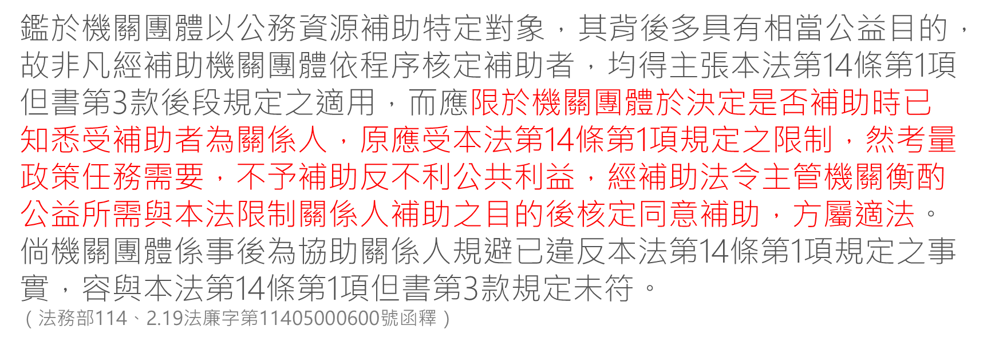 鑑於機關團體以公務資源補助特定對象，其背後多具有相當公益目的，
故非凡經補助機關團體依程序核定補助者，均得主張本法第14條第1項
但書第3款後段規定之適用，而應限於機關團體於決定是否補助時已
知悉受補助者為關係人，原應受本法第14條第1項規定之限制，然考量
政策任務需要，不予補助反不利公共利益，經補助法令主管機關衡酌
公益所需與本法限制關係人補助之目的後核定同意補助，方屬適法。
倘機關團體係事後為協助關係人規避已違反本法第14條第1項規定之事
實，容與本法第14條第1項但書第3款規定未符。
（法務部114、2.19法廉字第11405000600號函釋）